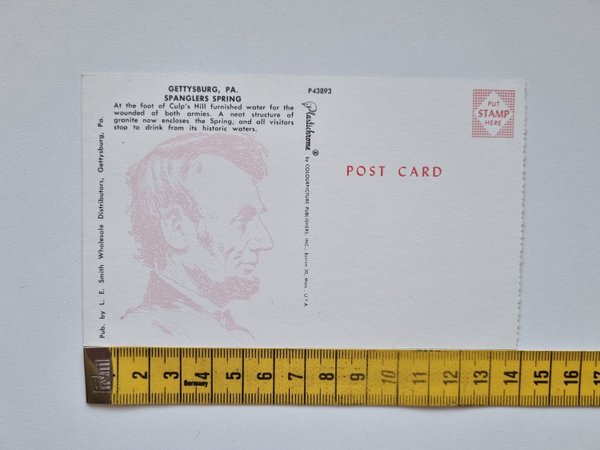 GETTYSBURG, PA.
SPANGLERS SPRING
At the foot of Culp's Hill furnished water for the
wounded of both armies. A neat structure of
granite now encloses the Spring, and all visitors
stop to drink from its historic waters.
Pub. by L. E. Smith Wholesale Distributors, Gettysburg, Pa.
P43893
Plastichrome ® by COLOURPICTURE PUBLISHERS, INC. Boston 30, Mass., U.S.A.
PUT
STAMP
HERE
POST CARD
2 3 4 5 6 7 8 9 10 11 12 13 14 15 16 17
Germany